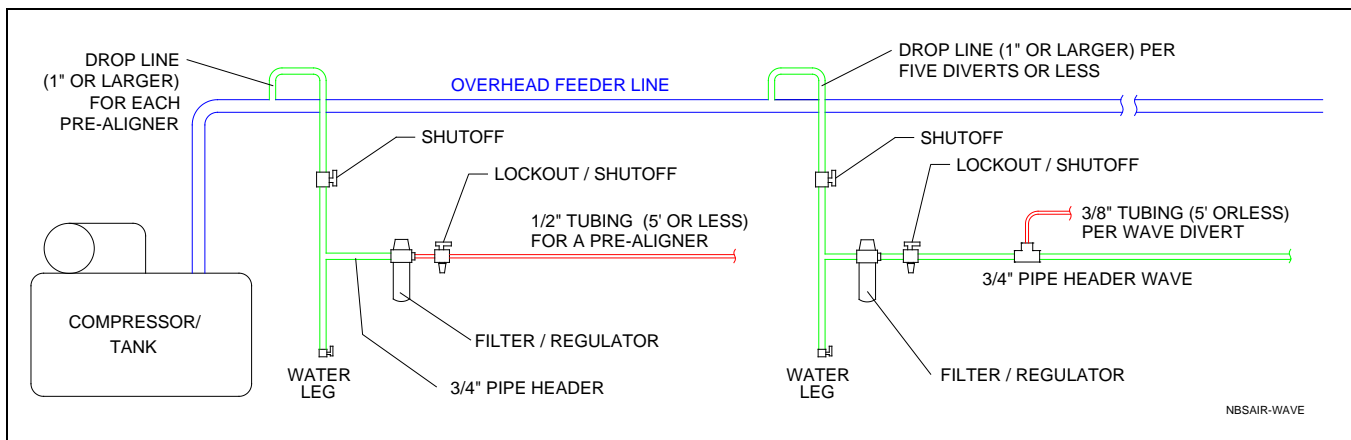 DROP LINE
(1" OR LARGER)
FOR EACH
PRE-ALIGNER
OVERHEAD FEEDER LINE
DROP LINE (1" OR LARGER) PER
FIVE DIVERTS OR LESS
SHUTOFF
LOCKOUT / SHUTOFF
1/2" TUBING (5' OR LESS)
FOR A PRE-ALIGNER
SHUTOFF
LOCKOUT / SHUTOFF
3/8" TUBING (5' ORLESS)
PER WAVE DIVERT
3/4" PIPE HEADER WAVE
COMPRESSOR/
TANK
FILTER / REGULATOR
WATER
LEG
3/4" PIPE HEADER
WATER
LEG
FILTER / REGULATOR
NBSAIR-WAVE